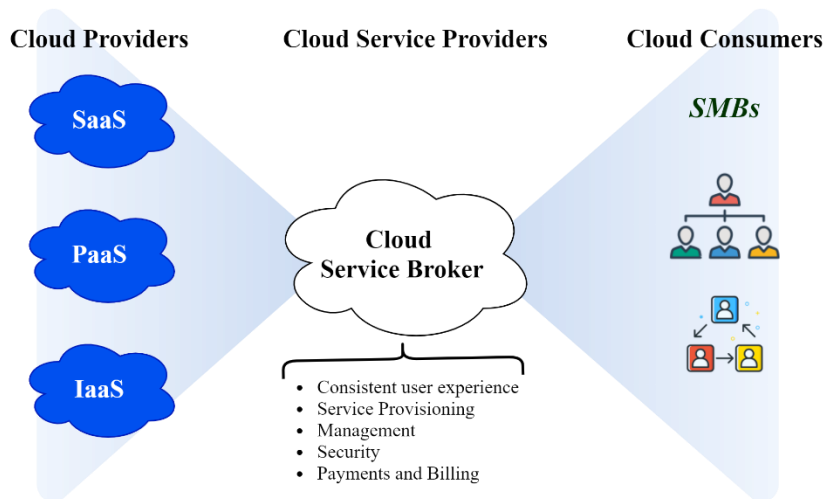 Cloud Providers
Cloud Service Providers
Cloud Consumers
SaaS
PaaS
IaaS
Cloud
Service Broker
• Consistent user experience
• Service Provisioning
• Management
• Security
• Payments and Billing
SMBs